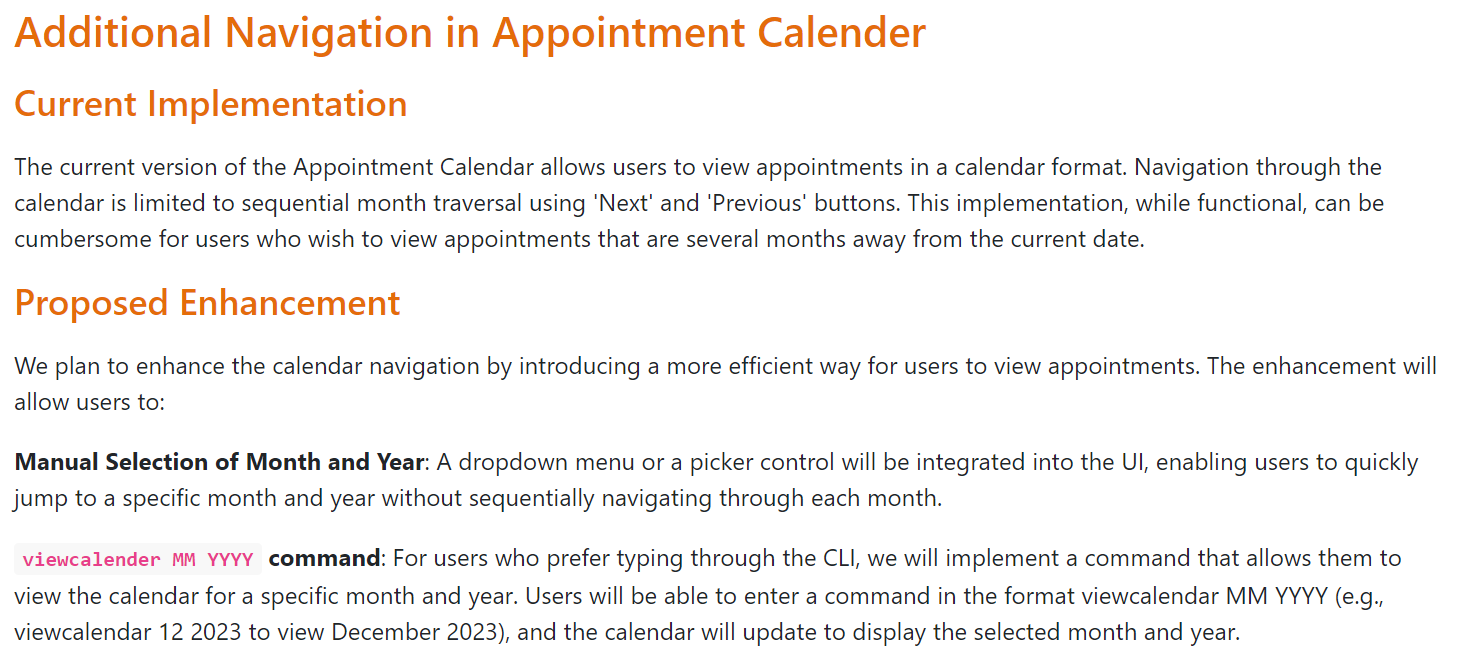 Additional Navigation in Appointment Calender
Current Implementation
The current version of the Appointment Calendar allows users to view appointments in a calendar format. Navigation through the
calendar is limited to sequential month traversal using 'Next' and 'Previous' buttons. This implementation, while functional, can be
cumbersome for users who wish to view appointments that are several months away from the current date.
Proposed Enhancement
We plan to enhance the calendar navigation by introducing a more efficient way for users to view appointments. The enhancement will
allow users to:
Manual Selection of Month and Year: A dropdown menu or a picker control will be integrated into the UI, enabling users to quickly
jump to a specific month and year without sequentially navigating through each month.
viewcalender MM YYYY command: For users who prefer typing through the CLI, we will implement a command that allows them to
view the calendar for a specific month and year. Users will be able to enter a command in the format viewcalendar MM YYYY (e.g.,
viewcalendar 12 2023 to view December 2023), and the calendar will update to display the selected month and year.